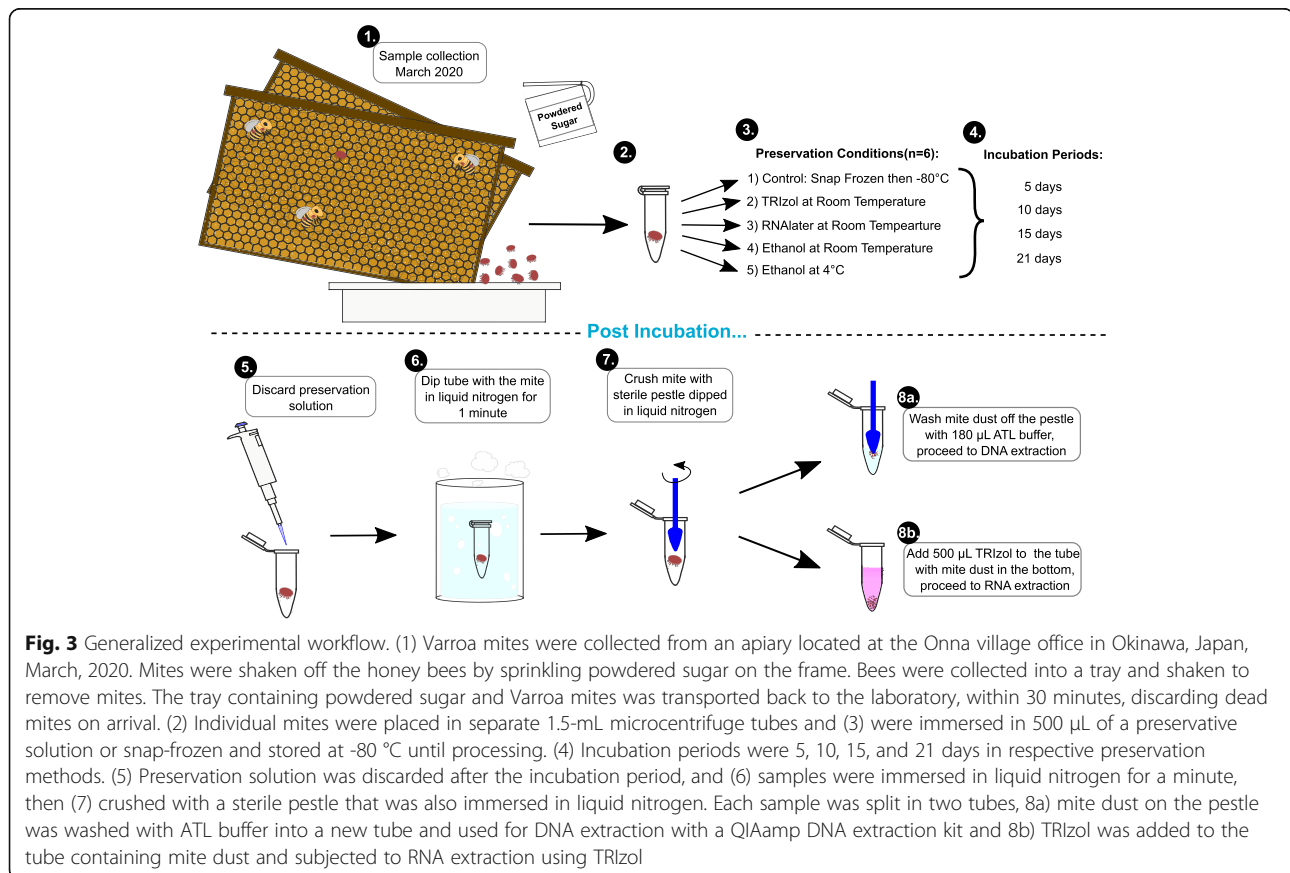 1.
Sample collection
March 2020
Powdered
Sugar
2.
3.
Preservation Conditions(n=6):
1) Control: Snap Frozen then -80°C
2) TRIzol at Room Temperature
3) RNAlater at Room Tempearture
4) Ethanol at Room Temperature
5) Ethanol at 4°C
4.
Incubation Periods:
5 days
10 days
15 days
21 days
Post Incubation...
5.
Discard preservation
solution
6.
Dip tube with the mite
in liquid nitrogen for
1 minute
7.
Crush mite with
sterile pestle dipped
in liquid nitrogen
8a.
Wash mite dust off the pestle
with 180 µL ATL buffer,
proceed to DNA extraction
8b.
Add 500 µL TRIzol to the tube
with mite dust in the bottom,
proceed to RNA extraction
Fig. 3 Generalized experimental workflow. (1) Varroa mites were collected from an apiary located at the Onna village office in Okinawa, Japan,
March, 2020. Mites were shaken off the honey bees by sprinkling powdered sugar on the frame. Bees were collected into a tray and shaken to
remove mites. The tray containing powdered sugar and Varroa mites was transported back to the laboratory, within 30 minutes, discarding dead
mites on arrival. (2) Individual mites were placed in separate 1.5-mL microcentrifuge tubes and (3) were immersed in 500 µL of a preservative
solution or snap-frozen and stored at -80 °C until processing. (4) Incubation periods were 5, 10, 15, and 21 days in respective preservation
methods. (5) Preservation solution was discarded after the incubation period, and (6) samples were immersed in liquid nitrogen for a minute,
then (7) crushed with a sterile pestle that was also immersed in liquid nitrogen. Each sample was split in two tubes, 8a) mite dust on the pestle
was washed with ATL buffer into a new tube and used for DNA extraction with a QIAamp DNA extraction kit and 8b) TRIzol was added to the
tube containing mite dust and subjected to RNA extraction using TRIzol